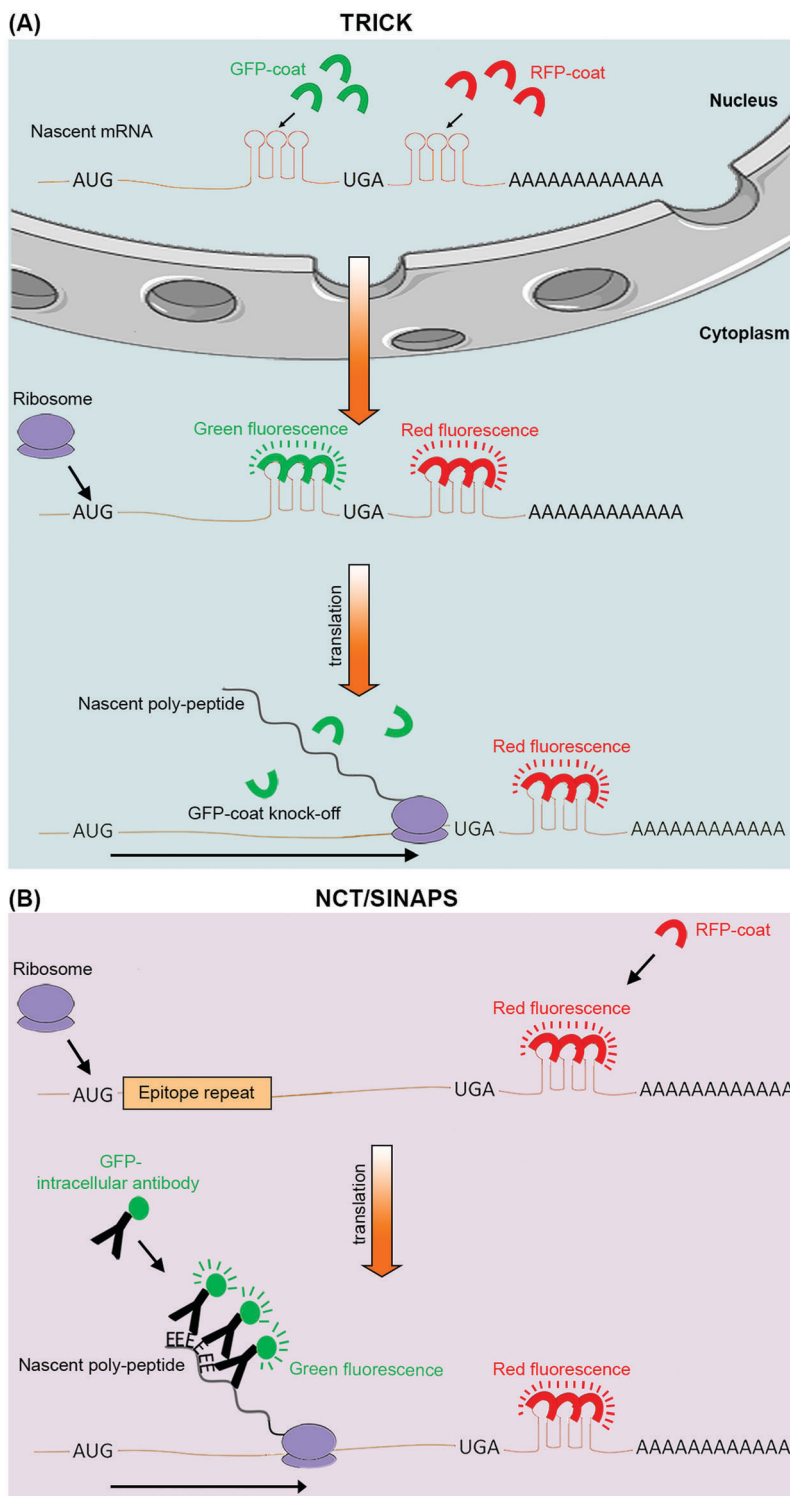 (A) TRICK
GFP-coat
RFP-coat
Nucleus
Nascent mRNA
AUG UGA AAAAAAAAAAAA
Cytoplasm
Ribosome
Green fluorescence Red fluorescence
AUG UGA AAAAAAAAAAAA
translation
Nascent poly-peptide
Red fluorescence
GFP-coat knock-off
AUG UGA AAAAAAAAAAAA
(B) NCT/SINAPS
RFP-coat
Ribosome
Red fluorescence
AUG Epitope repeat UGA AAAAAAAAAAAA
GFP-
intracellular antibody
translation
EEE
EE
Nascent poly-peptide
Green fluorescence
Red fluorescence
AUG UGA AAAAAAAAAAAA